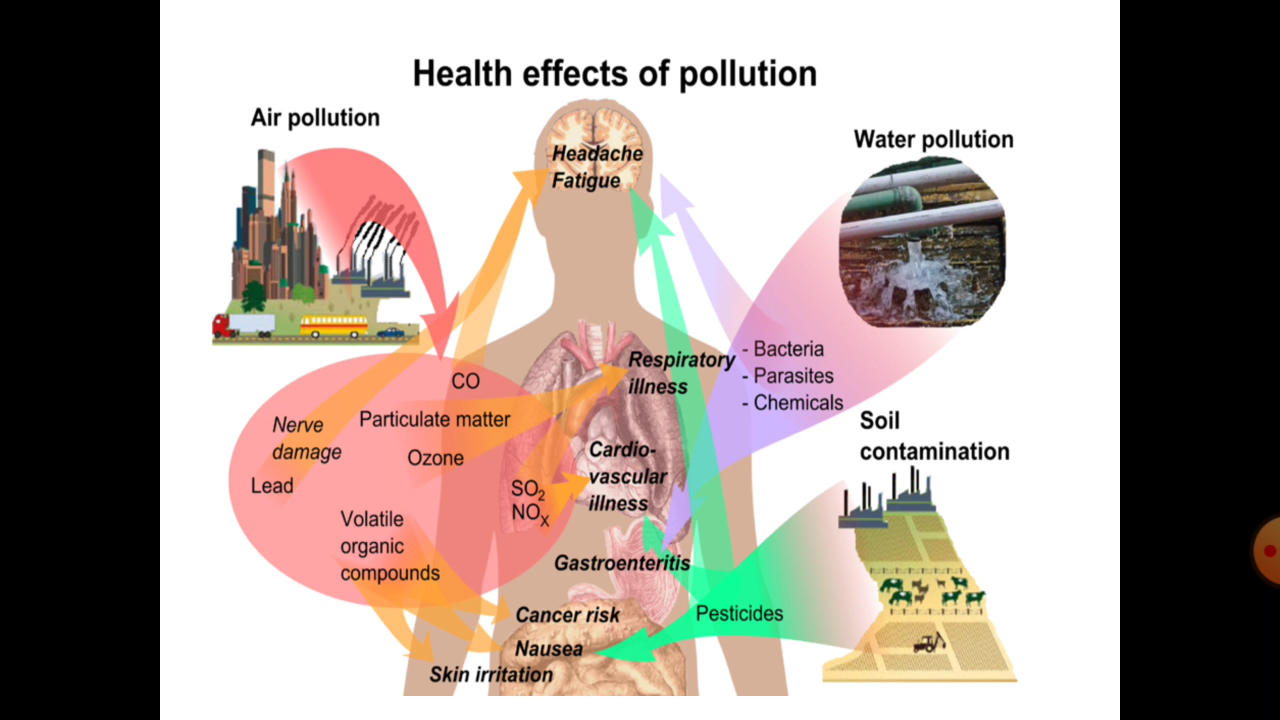 Health effects of pollution
Air pollution
Water pollution
Headache
Fatigue
- Bacteria
- Parasites
- Chemicals
Respiratory
illness
CO
Particulate matter
Ozone
Nerve
damage
Lead
SO2
NOX
Volatile
organic
compounds
Cardio-
vascular
illness
Soil
contamination
Gastroenteritis
Pesticides
Cancer risk
Nausea
Skin irritation